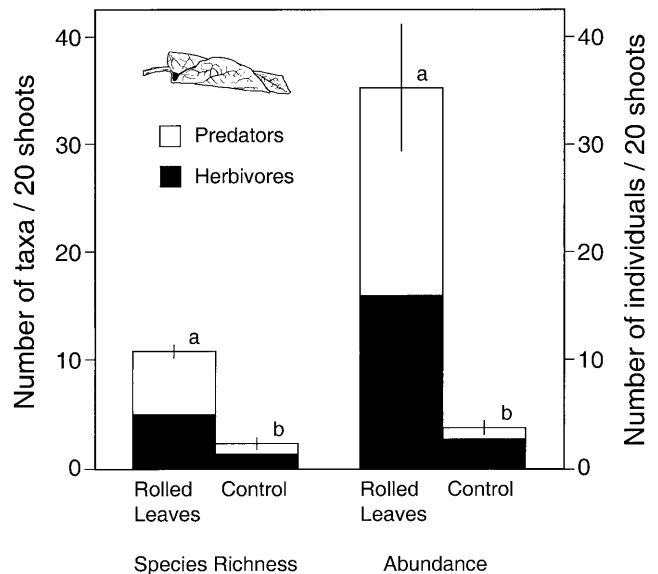 Number of taxa / 20 shoots
40
30
20
10
0
Predators
Herbivores
a
b
a
b
40
30
20
10
0
Number of individuals / 20 shoots
Rolled Leaves
Control
Rolled Leaves
Control
Species Richness
Abundance